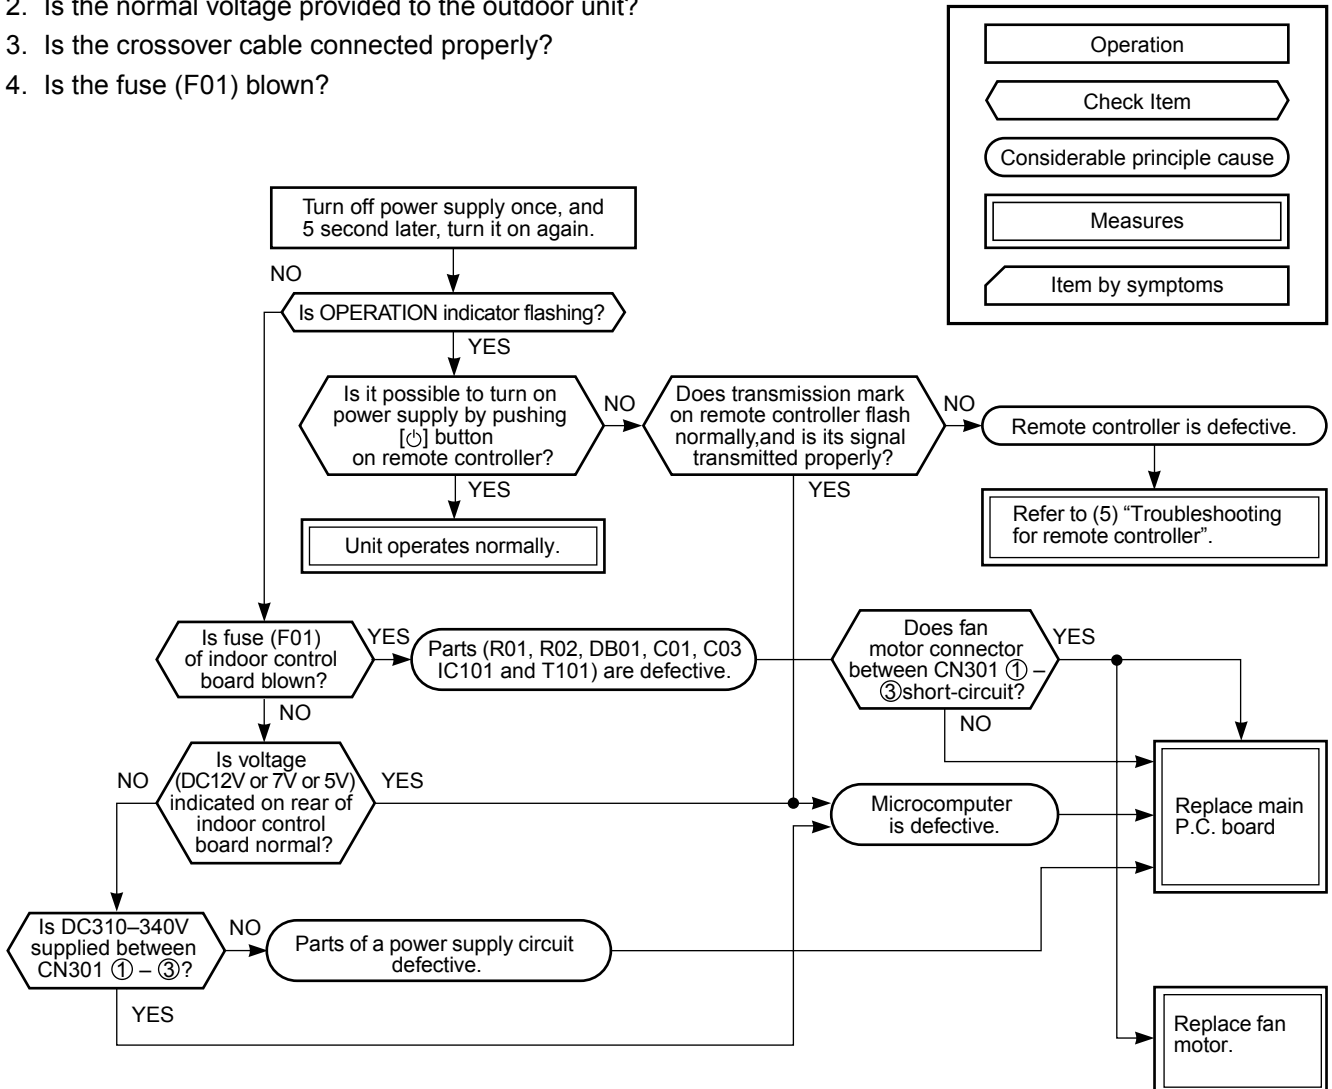 2. Is the normal voltage provided to the outdoor unit?
3. Is the crossover cable connected properly?
4. Is the fuse (F01) blown?
Operation
Check Item
Considerable principle cause
Measures
Item by symptoms
Turn off power supply once, and
5 second later, turn it on again.
NO
Is OPERATION indicator flashing?
YES
Is it possible to turn on
power supply by pushing
[⏻] button
on remote controller?
NO
Does transmission mark
on remote controller flash
normally,and is its signal
transmitted properly?
NO
Remote controller is defective.
YES
YES
Unit operates normally.
Refer to (5) “Troubleshooting
for remote controller”.
Is fuse (F01)
of indoor control
board blown?
YES
Parts (R01, R02, DB01, C01, C03
IC101 and T101) are defective.
Does fan
motor connector
between CN301 ① –
③short-circuit?
YES
NO
NO
Is voltage
(DC12V or 7V or 5V)
indicated on rear of
indoor control
board normal?
NO
YES
Microcomputer
is defective.
Replace main
P.C. board
Is DC310–340V
supplied between
CN301 ① – ③?
NO
Parts of a power supply circuit
defective.
YES
Replace fan
motor.